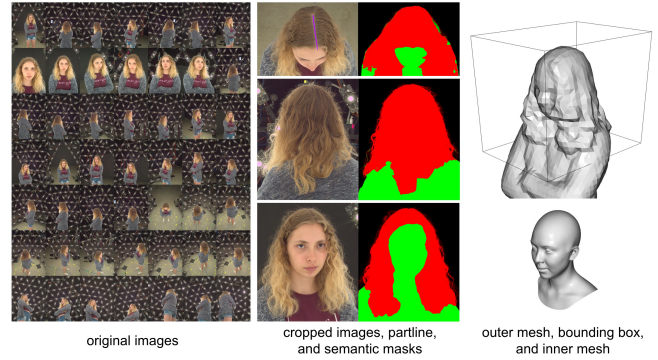 original images
cropped images, partline,
and semantic masks
outer mesh, bounding box,
and inner mesh